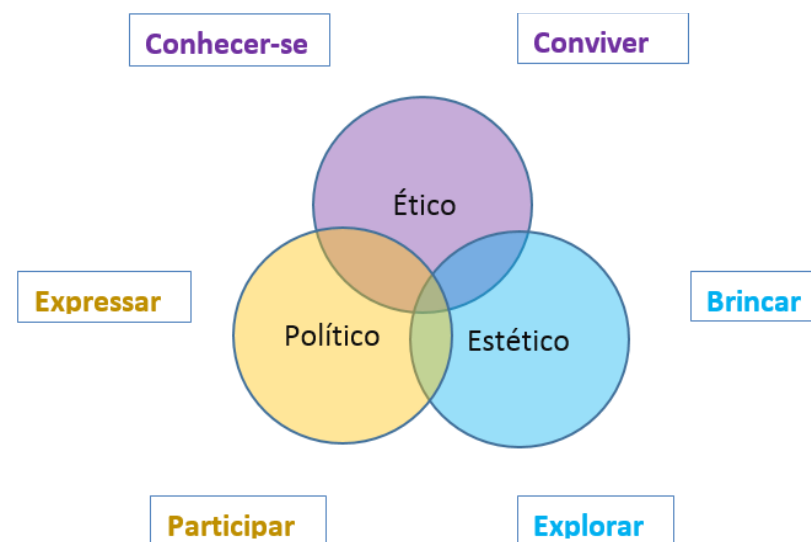 Conhecer-se
Conviver
Ético
Expressar
Brincar
Político
Estético
Participar
Explorar